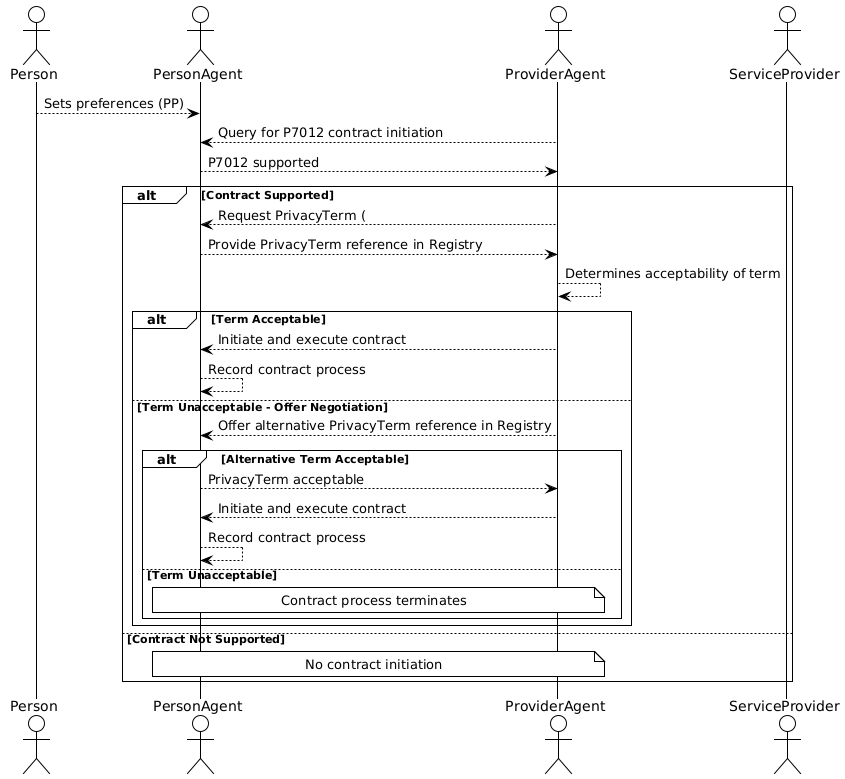 Person PersonAgent ProviderAgent ServiceProvider
Sets preferences (PP)
Query for P7012 contract initiation
P7012 supported
alt [Contract Supported]
Request PrivacyTerm (
Provide PrivacyTerm reference in Registry
Determines acceptability of term
alt [Term Acceptable]
Initiate and execute contract
Record contract process
[Term Unacceptable - Offer Negotiation]
Offer alternative PrivacyTerm reference in Registry
alt [Alternative Term Acceptable]
PrivacyTerm acceptable
Initiate and execute contract
Record contract process
[Term Unacceptable]
Contract process terminates
[Contract Not Supported]
No contract initiation
Person PersonAgent ProviderAgent ServiceProvider